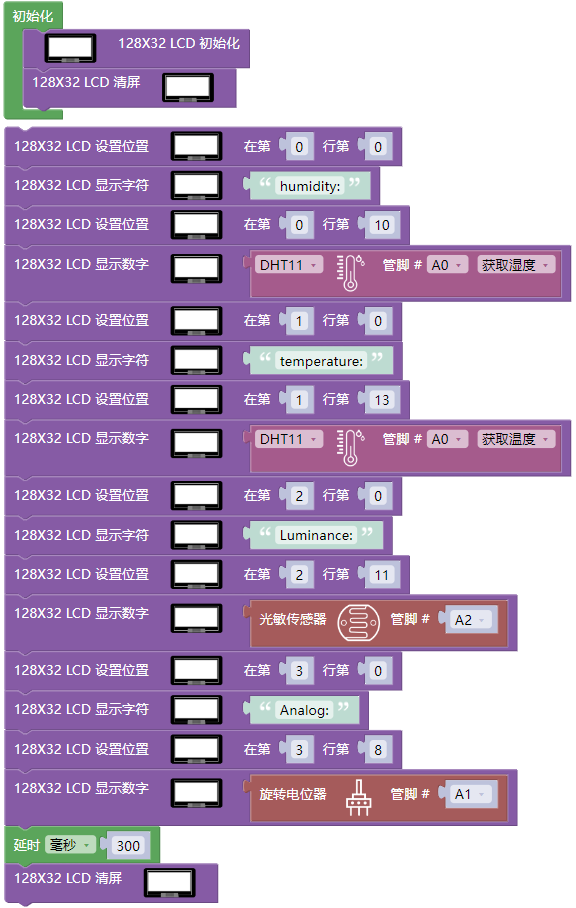 初始化
128X32 LCD 初始化
128X32 LCD 清屏
128X32 LCD 设置位置 在第 0 行第 0
128X32 LCD 显示字符 “ humidity: ”
128X32 LCD 设置位置 在第 0 行第 10
128X32 LCD 显示数字 DHT11 管脚 # A0 获取湿度
128X32 LCD 设置位置 在第 1 行第 0
128X32 LCD 显示字符 “ temperature: ”
128X32 LCD 设置位置 在第 1 行第 13
128X32 LCD 显示数字 DHT11 管脚 # A0 获取温度
128X32 LCD 设置位置 在第 2 行第 0
128X32 LCD 显示字符 “ Luminance: ”
128X32 LCD 设置位置 在第 2 行第 11
128X32 LCD 显示数字 光敏传感器 管脚 # A2
128X32 LCD 设置位置 在第 3 行第 0
128X32 LCD 显示字符 “ Analog: ”
128X32 LCD 设置位置 在第 3 行第 8
128X32 LCD 显示数字 旋转电位器 管脚 # A1
延时 毫秒 300
128X32 LCD 清屏